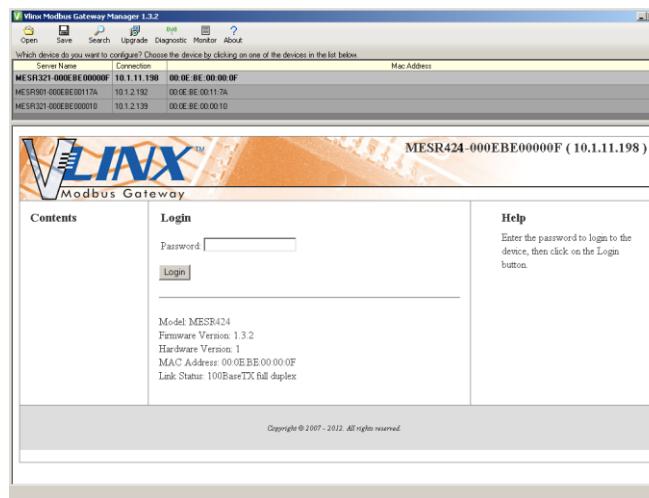 Vlinx Modbus Gateway Manager 1.3.2
Open Save Search Upgrade Diagnostic Monitor About
Which device do you want to configure? Choose the device by clicking on one of the devices in the list below.
Server Name Connection Mac Address
MESR321-000EBE00000F 10.1.11.198 00:0E:BE:00:00:0F
MESR901-000EBE00117A 10.1.2.192 00:0E:BE:00:11:7A
MESR321-000EBE000010 10.1.2.139 00:0E:BE:00:00:10
VLINX TM
Modbus Gateway
MESR424-000EBE00000F ( 10.1.11.198 )
Contents
Login
Password
Login
Model: MESR424
Firmware Version: 1.3.2
Hardware Version: 1
MAC Address: 00:0E:BE:00:00:0F
Link Status: 100BaseTX full duplex
Help
Enter the password to login to the
device, then click on the Login
button.
Copyright © 2007 - 2012. All rights reserved.